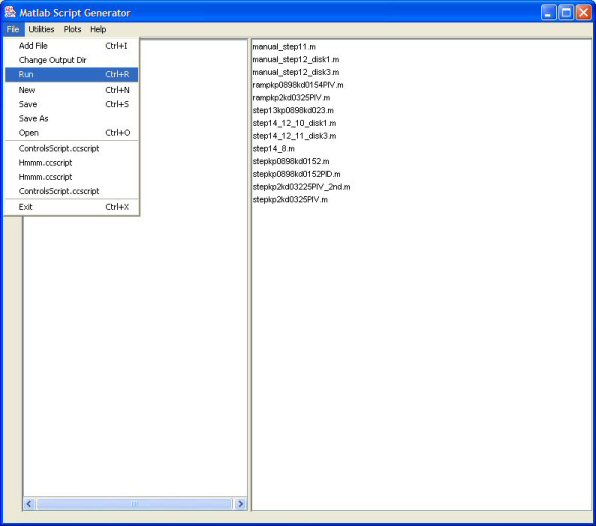 Matlab Script Generator
File Utilities Plots Help
Add File Ctrl+I
Change Output Dir
Run Ctrl+R
New Ctrl+N
Save Ctrl+S
Save As
Open Ctrl+O
ControlsScript.ccscript
Hmmm.ccscript
Hmmm.ccscript
ControlsScript.ccscript
Exit Ctrl+X
manual_step11.m
manual_step12_disk1.m
manual_step12_disk3.m
rampkp0898kd0154PIV.m
rampkp2kd0325PIV.m
step13kp0898kd023.m
step14_12_10_disk1.m
step14_12_11_disk3.m
step14_8.m
stepkp0898kd0152.m
stepkp0898kd0152PID.m
stepkp2kd03225PIV_2nd.m
stepkp2kd0325PIV.m